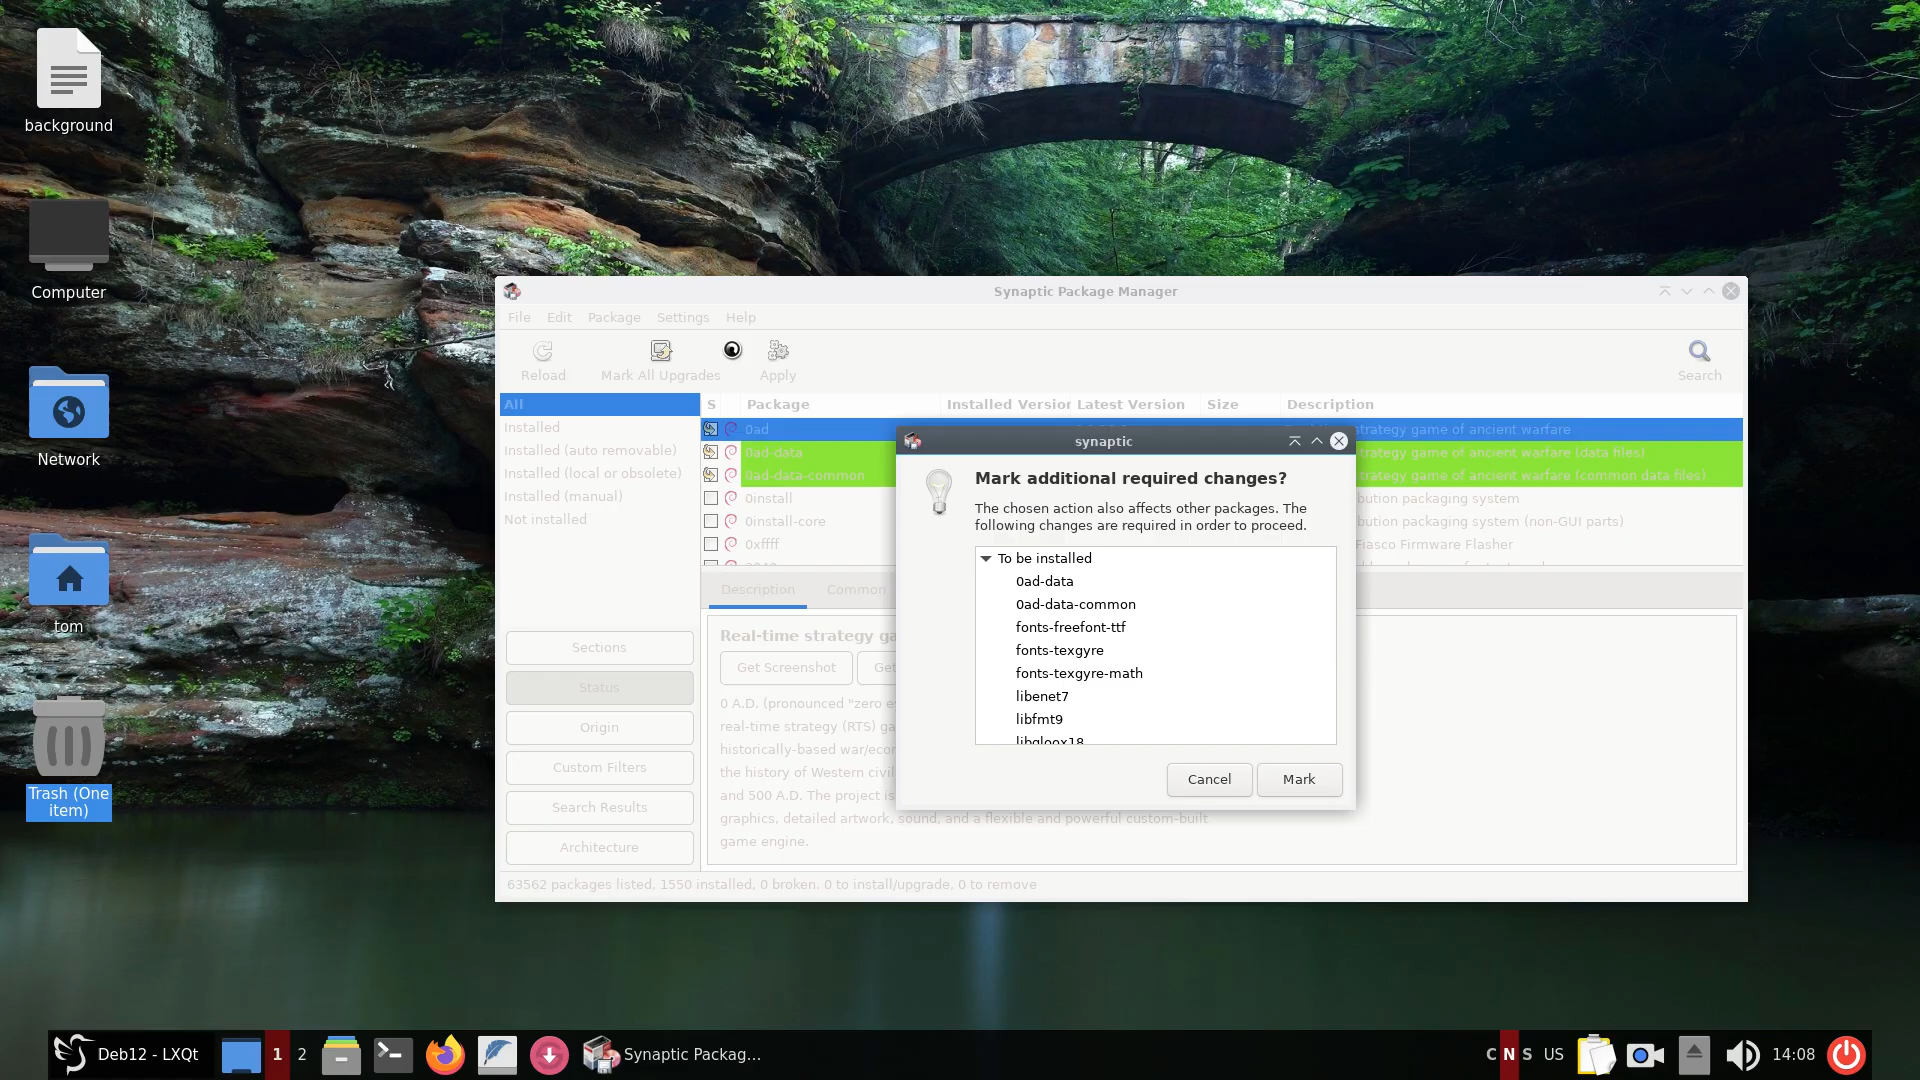 background
Computer
Network
tom
Trash (One
item)
Synaptic Package Manager
File Edit Package Settings Help
Reload
Mark All Upgrades
Apply
Search
All
Installed
Installed (auto removable)
Installed (local or obsolete)
Installed (manual)
Not installed
Sections
Status
Origin
Custom Filters
Search Results
Architecture
S Package Installed Version Latest Version Size Description
0ad strategy game of ancient warfare
0ad-data strategy game of ancient warfare (data files)
0ad-data-common strategy game of ancient warfare (common data files)
0install bution packaging system
0install-core bution packaging system (non-GUI parts)
0xffff Fiasco Firmware Flasher
Description Common
Real-time strategy ga
Get Screenshot Get
0 A.D. (pronounced "zero e
real-time strategy (RTS) ga
historically-based war/econ
the history of Western civil
and 500 A.D. The project is
graphics, detailed artwork, sound, and a flexible and powerful custom-built
game engine.
63562 packages listed, 1550 installed, 0 broken. 0 to install/upgrade, 0 to remove
synaptic
Mark additional required changes?
The chosen action also affects other packages. The
following changes are required in order to proceed.
To be installed
0ad-data
0ad-data-common
fonts-freefont-ttf
fonts-texgyre
fonts-texgyre-math
libenet7
libfmt9
libgloox18
Cancel Mark
Deb12 - LXQt 1 2 Synaptic Packag... C N S US 14:08